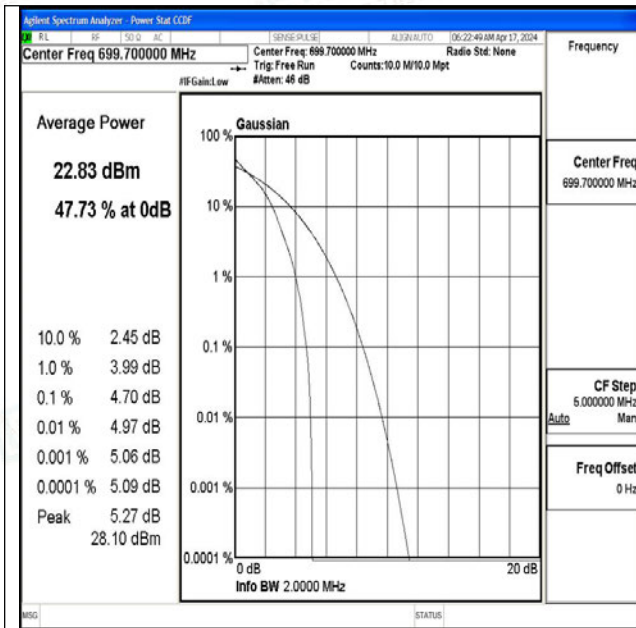 Agilent Spectrum Analyzer - Power Stat CCDF
RL RF 50 Ω AC SENSE:PULSE ALIGNAUTO 06:22:49 AM Apr 17, 2024
Center Freq 699.700000 MHz
Center Freq: 699.700000 MHz Radio Std: None
Trig: Free Run Counts:10.0 M/10.0 Mpt
#IFGain:Low #Atten: 46 dB
Frequency
Average Power
22.83 dBm
47.73 % at 0dB
10.0 % 2.45 dB
1.0 % 3.99 dB
0.1 % 4.70 dB
0.01 % 4.97 dB
0.001 % 5.06 dB
0.0001 % 5.09 dB
Peak 5.27 dB
28.10 dBm
Gaussian
100 %
10 %
1 %
0.1 %
0.01 %
0.001 %
0.0001 %
0 dB 20 dB
Info BW 2.0000 MHz
Center Freq
699.700000 MHz
CF Step
5.000000 MHz
Auto Man
Freq Offset
0 Hz
MSG STATUS